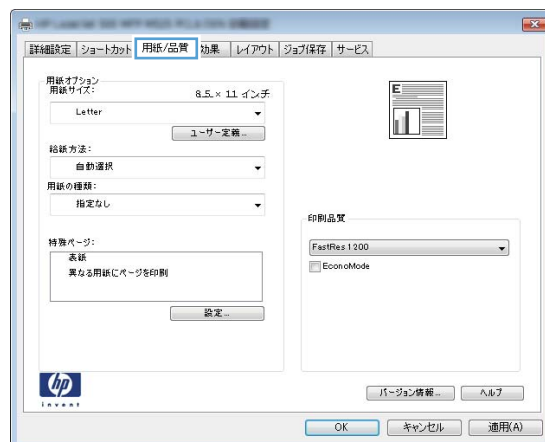 詳細設定 ショートカット 用紙/品質 効果 レイアウト ジョブ保存 サービス
用紙オプション
用紙サイズ:
8.5 × 11 インチ
Letter
ユーザー定義...
給紙方法:
自動選択
用紙の種類:
指定なし
特殊ページ:
表紙
異なる用紙にページを印刷
設定...
E
印刷品質
FastRes 1200
EconoMode
hp
invent
バージョン情報... ヘルプ
OK キャンセル 適用(A)